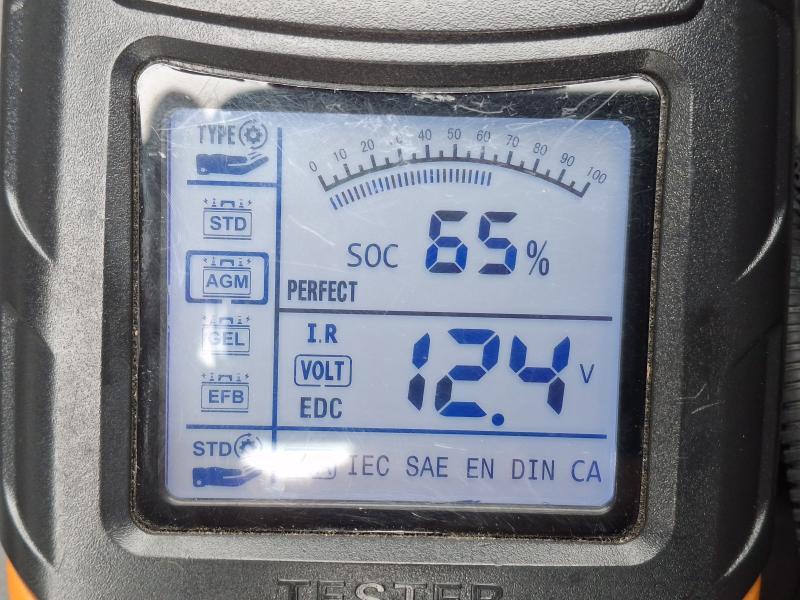 TYPE
0 10 20 30 40 50 60 70 80 90 100
STD
SOC 65%
AGM
PERFECT
GEL
I.R
VOLT
12.4 V
EFB
EDC
STD
IEC SAE EN DIN CA
TESTER